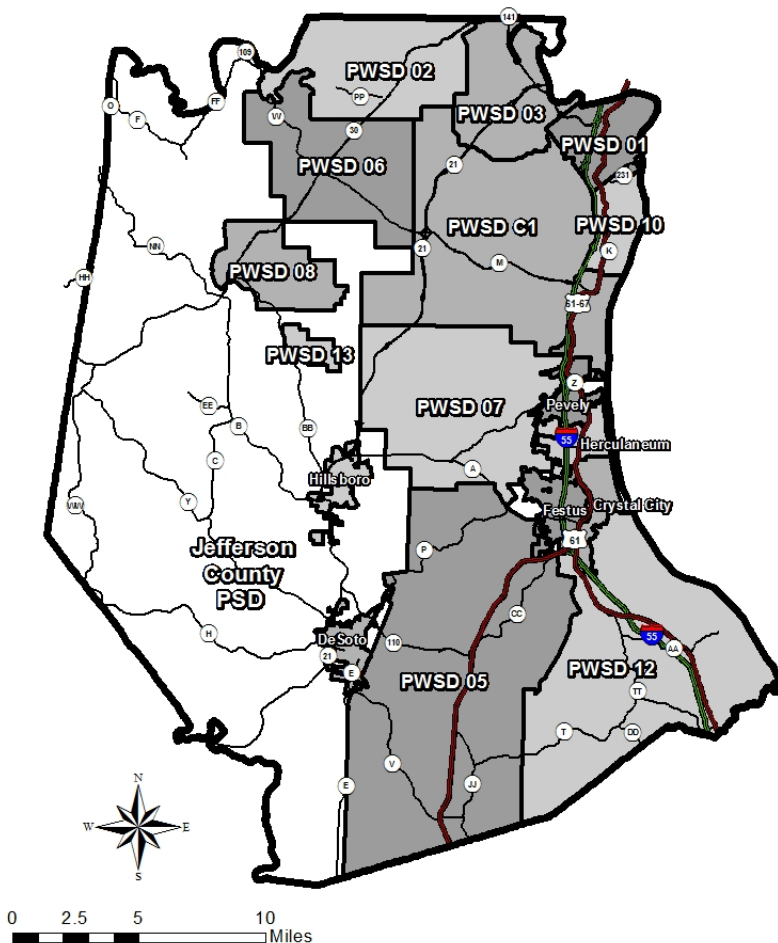 141
109
PWSD 02
O
F
FF
PP
VV
30
PWSD 03
PWSD 01
PWSD 06
21
231
NN
21
PWSD C1
PWSD 10
M
K
HH
PWSD 08
61-67
PWSD 13
Z
EE
B
BB
PWSD 07
Pevely
C
55
Herculaneum
A
Hillsboro
Y
Festus
Crystal City
61
Jefferson
County
PSD
P
H
DeSoto
110
CC
55
AA
21
E
PWSD 05
PWSD 12
TT
T
DD
V
E
JJ
N
W
E
S
0 2.5 5 10
Miles